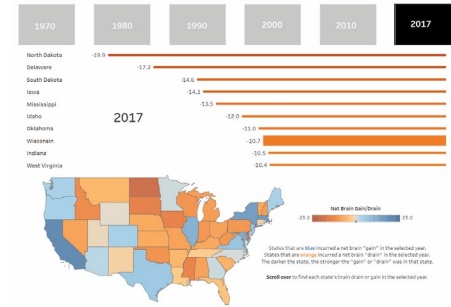 1970 1980 1990 2000 2010 2017
North Dakota -19.9
Delaware -17.2
South Dakota -14.6
Iowa -14.3
Mississippi -13.5
Idaho -12.0
2017
Oklahoma -11.0
Wisconsin -10.7
Indiana -10.5
West Virginia -10.4
Net Brain Gain/Drain
-25.0 25.0
States that are blue incurred a net brain "gain" in the selected year.
States that are orange incurred a net brain "drain" in the selected year.
The darker the state, the stronger the "gain" or "drain" was in that state.
Scroll over to find each state's brain drain or gain in the selected year.